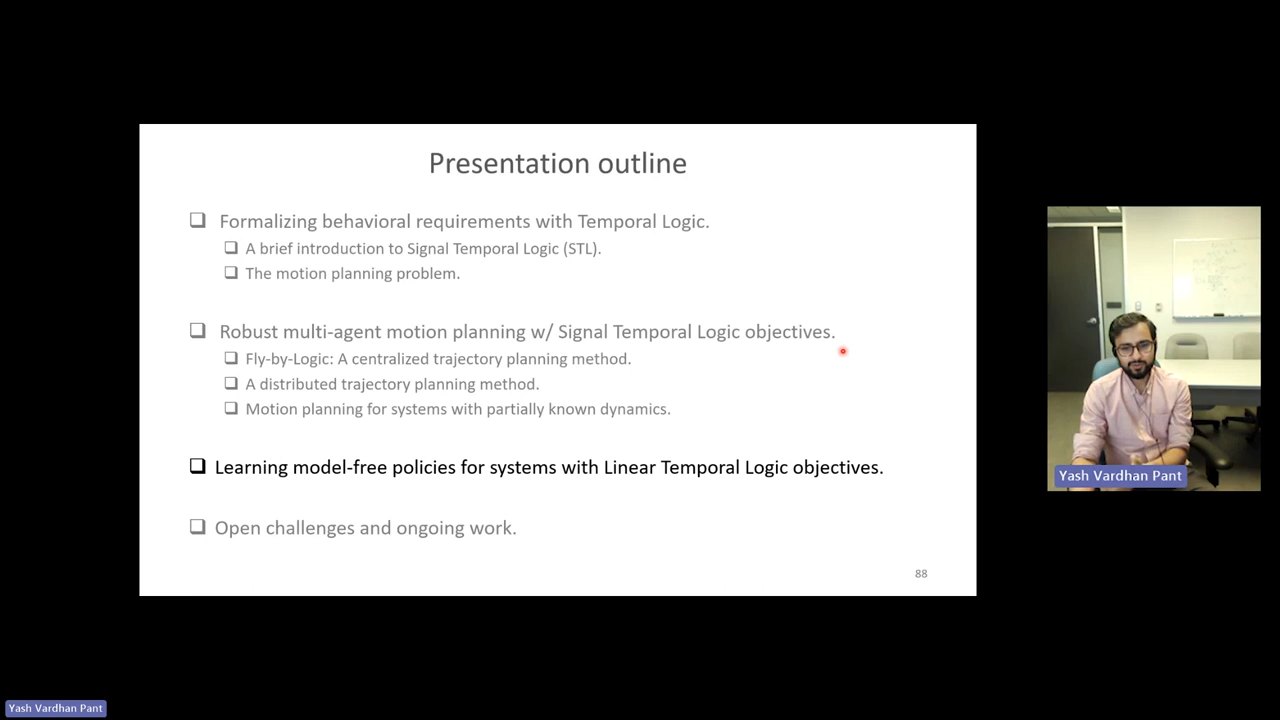 Presentation outline
Formalizing behavioral requirements with Temporal Logic.
A brief introduction to Signal Temporal Logic (STL).
The motion planning problem.
Robust multi-agent motion planning w/ Signal Temporal Logic objectives.
Fly-by-Logic: A centralized trajectory planning method.
A distributed trajectory planning method.
Motion planning for systems with partially known dynamics.
Learning model-free policies for systems with Linear Temporal Logic objectives.
Open challenges and ongoing work.
88
Yash Vardhan Pant
Yash Vardhan Pant